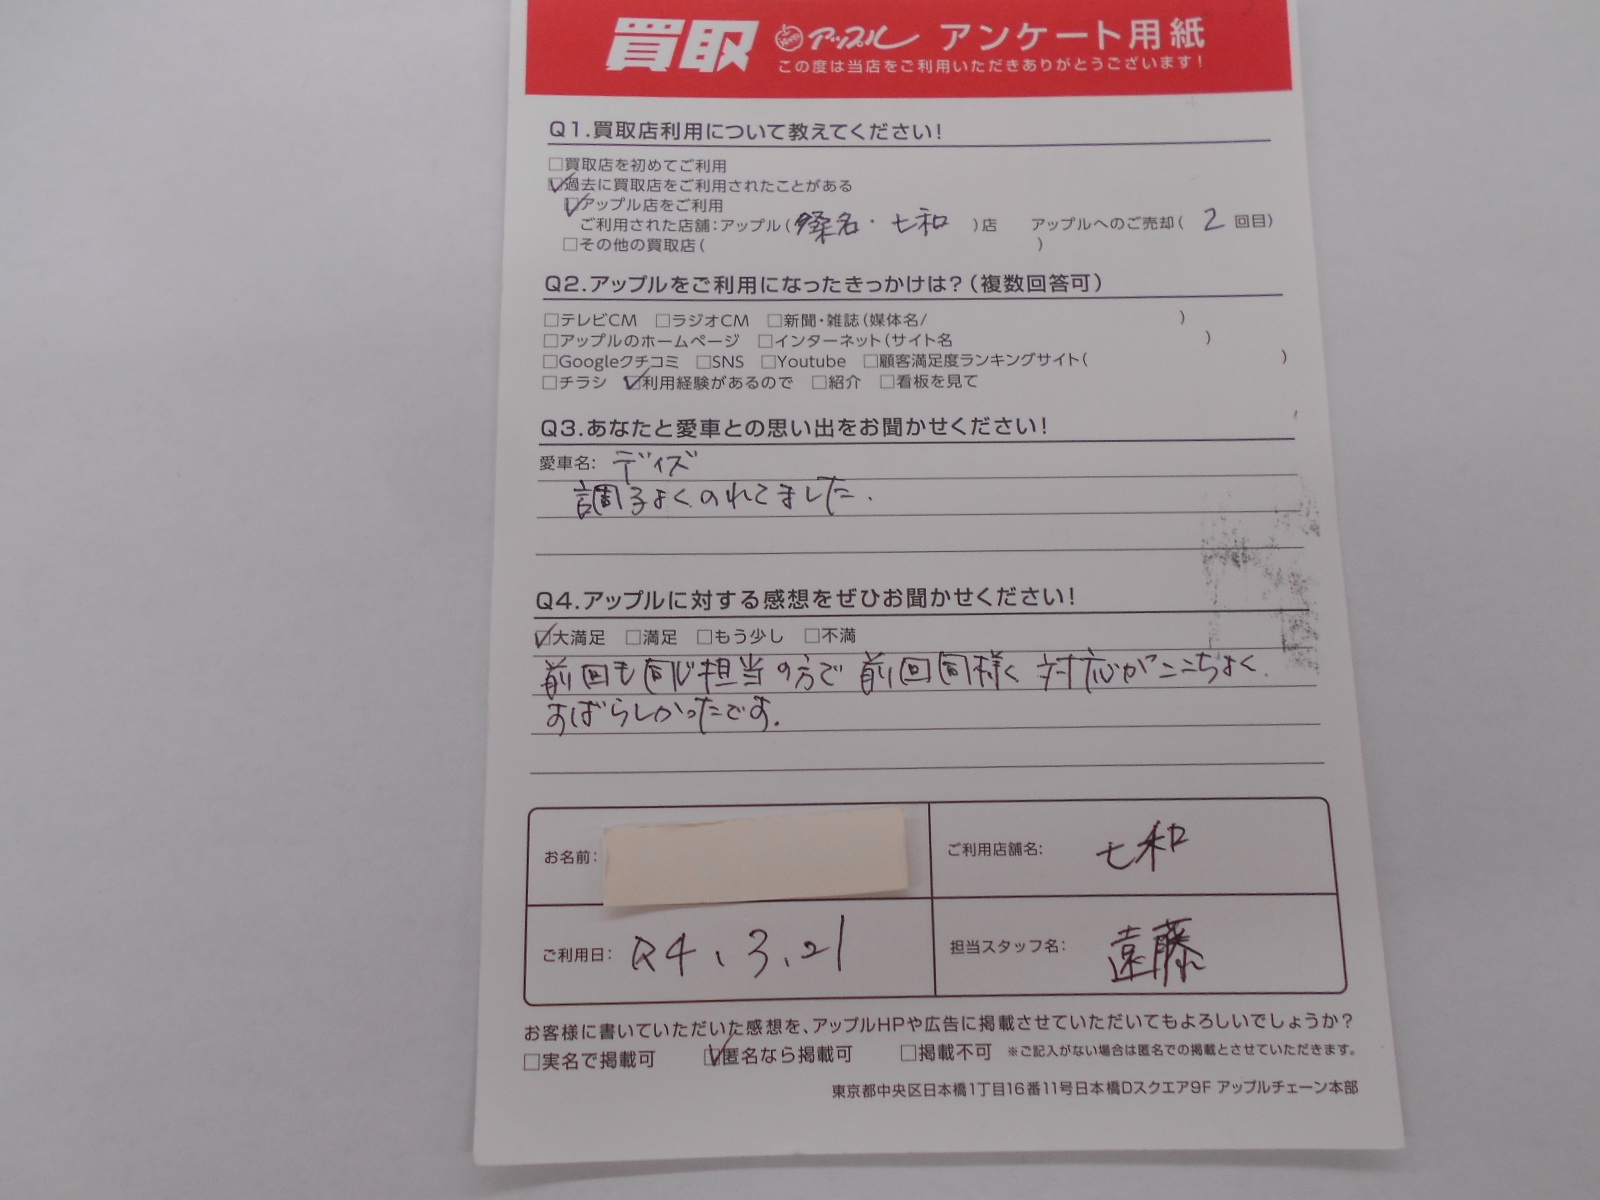 買取 アップル アンケート用紙
この度は当店をご利用いただきありがとうございます!
Q1.買取店利用について教えてください!
□買取店を初めてご利用
☑過去に買取店をご利用されたことがある
☑アップル店をご利用
ご利用された店舗:アップル(桑名・七和)店 アップルへのご売却(2回目)
□その他の買取店( )
Q2.アップルをご利用になったきっかけは?(複数回答可)
□テレビCM □ラジオCM □新聞・雑誌(媒体名/ )
□アップルのホームページ □インターネット(サイト名 )
□Googleクチコミ □SNS □Youtube □顧客満足度ランキングサイト( )
□チラシ ☑利用経験があるので □紹介 □看板を見て
Q3.あなたと愛車との思い出をお聞かせください!
愛車名: デイズ
調子よくのれてました.
Q4.アップルに対する感想をぜひお聞かせください!
☑大満足 □満足 □もう少し □不満
前回も同じ担当の方で前回同様く対応がここちよく.
すばらしかったです.
お名前:
ご利用店舗名: 七和
ご利用日: R4、3、21
担当スタッフ名: 遠藤
お客様に書いていただいた感想を、アップルHPや広告に掲載させていただいてもよろしいでしょうか?
□実名で掲載可 ☑匿名なら掲載可 □掲載不可 ※ご記入がない場合は匿名での掲載とさせていただきます。
東京都中央区日本橋1丁目16番11号日本橋Dスクエア9F アップルチェーン本部